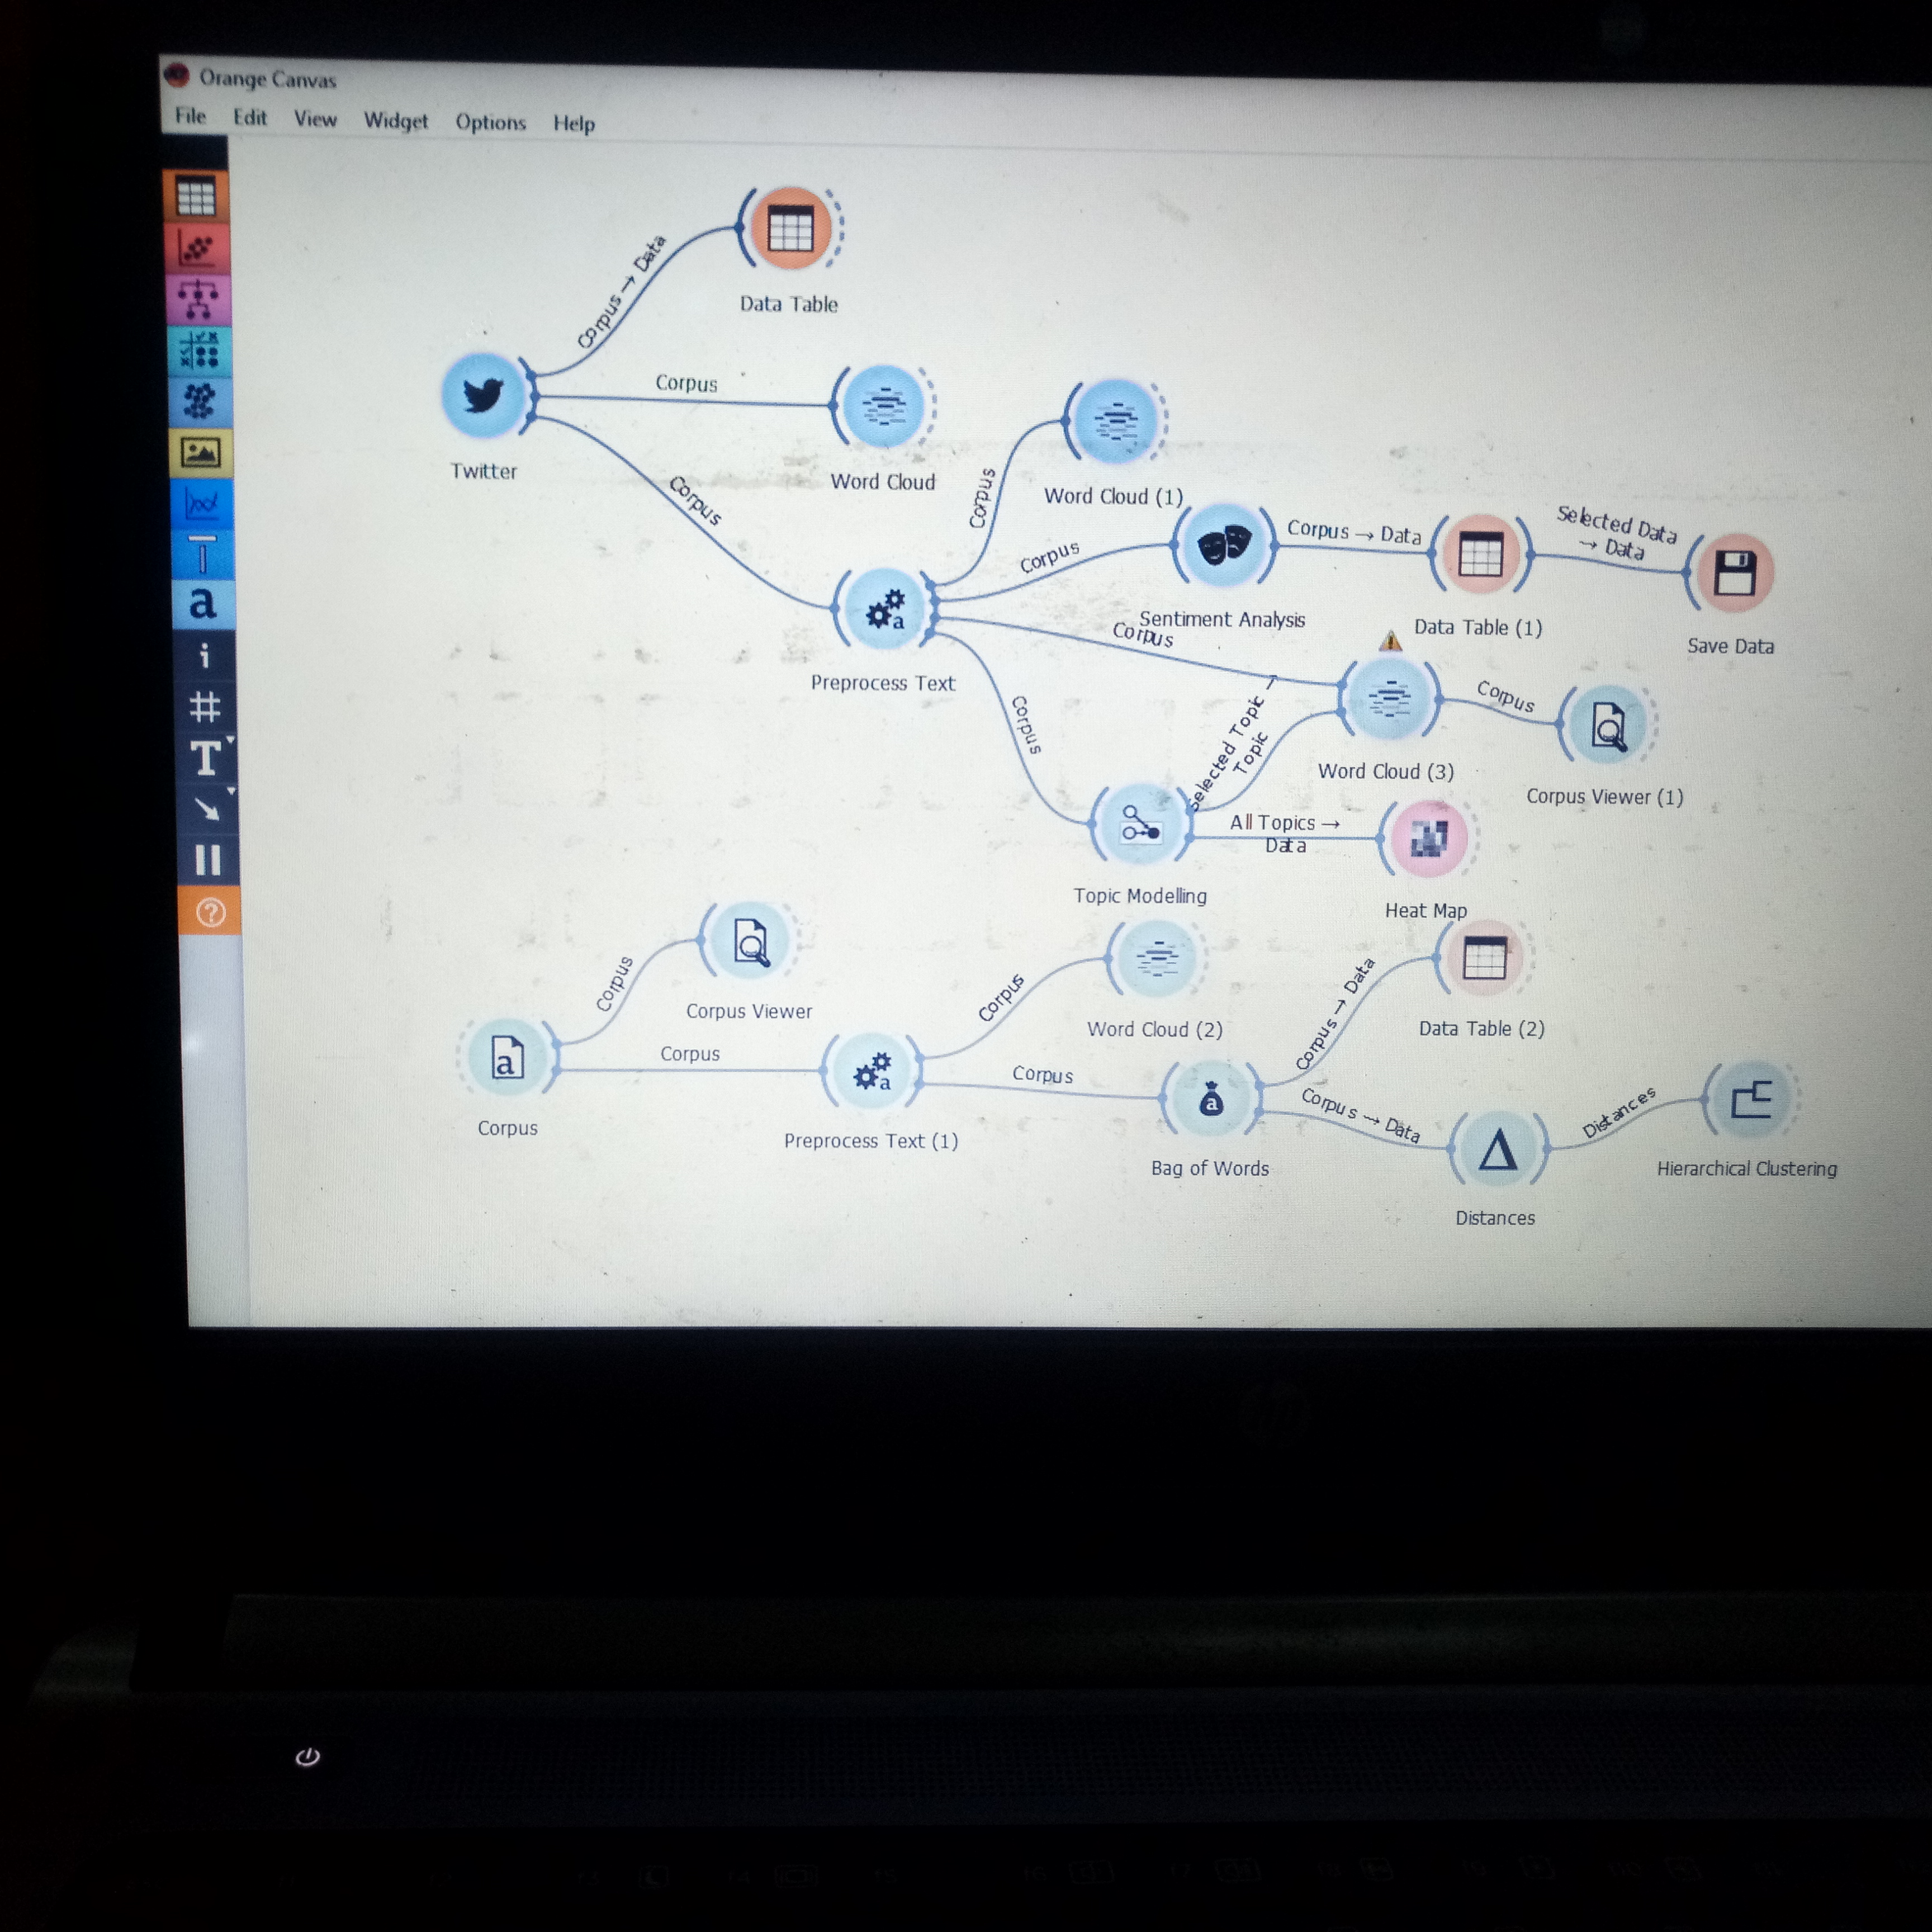 Orange Canvas
File Edit View Widget Options Help
Corpus → Data
Data Table
Twitter
Corpus
Word Cloud
Corpus
Corpus
Word Cloud (1)
Corpus
Sentiment Analysis
Corpus → Data
Data Table (1)
Selected Data
→ Data
Save Data
a
Preprocess Text
Corpus
Corpus
Selected Topic →
Topic
Word Cloud (3)
Corpus
Corpus Viewer (1)
Topic Modelling
All Topics →
Data
Heat Map
a
i
#
T
?
Corpus
Corpus Viewer
a
Corpus
Corpus
a
Preprocess Text (1)
Corpus
Word Cloud (2)
Corpus
a
Bag of Words
Corpus → Data
Data Table (2)
Corpus → Data
Distances
Distances
Hierarchical Clustering